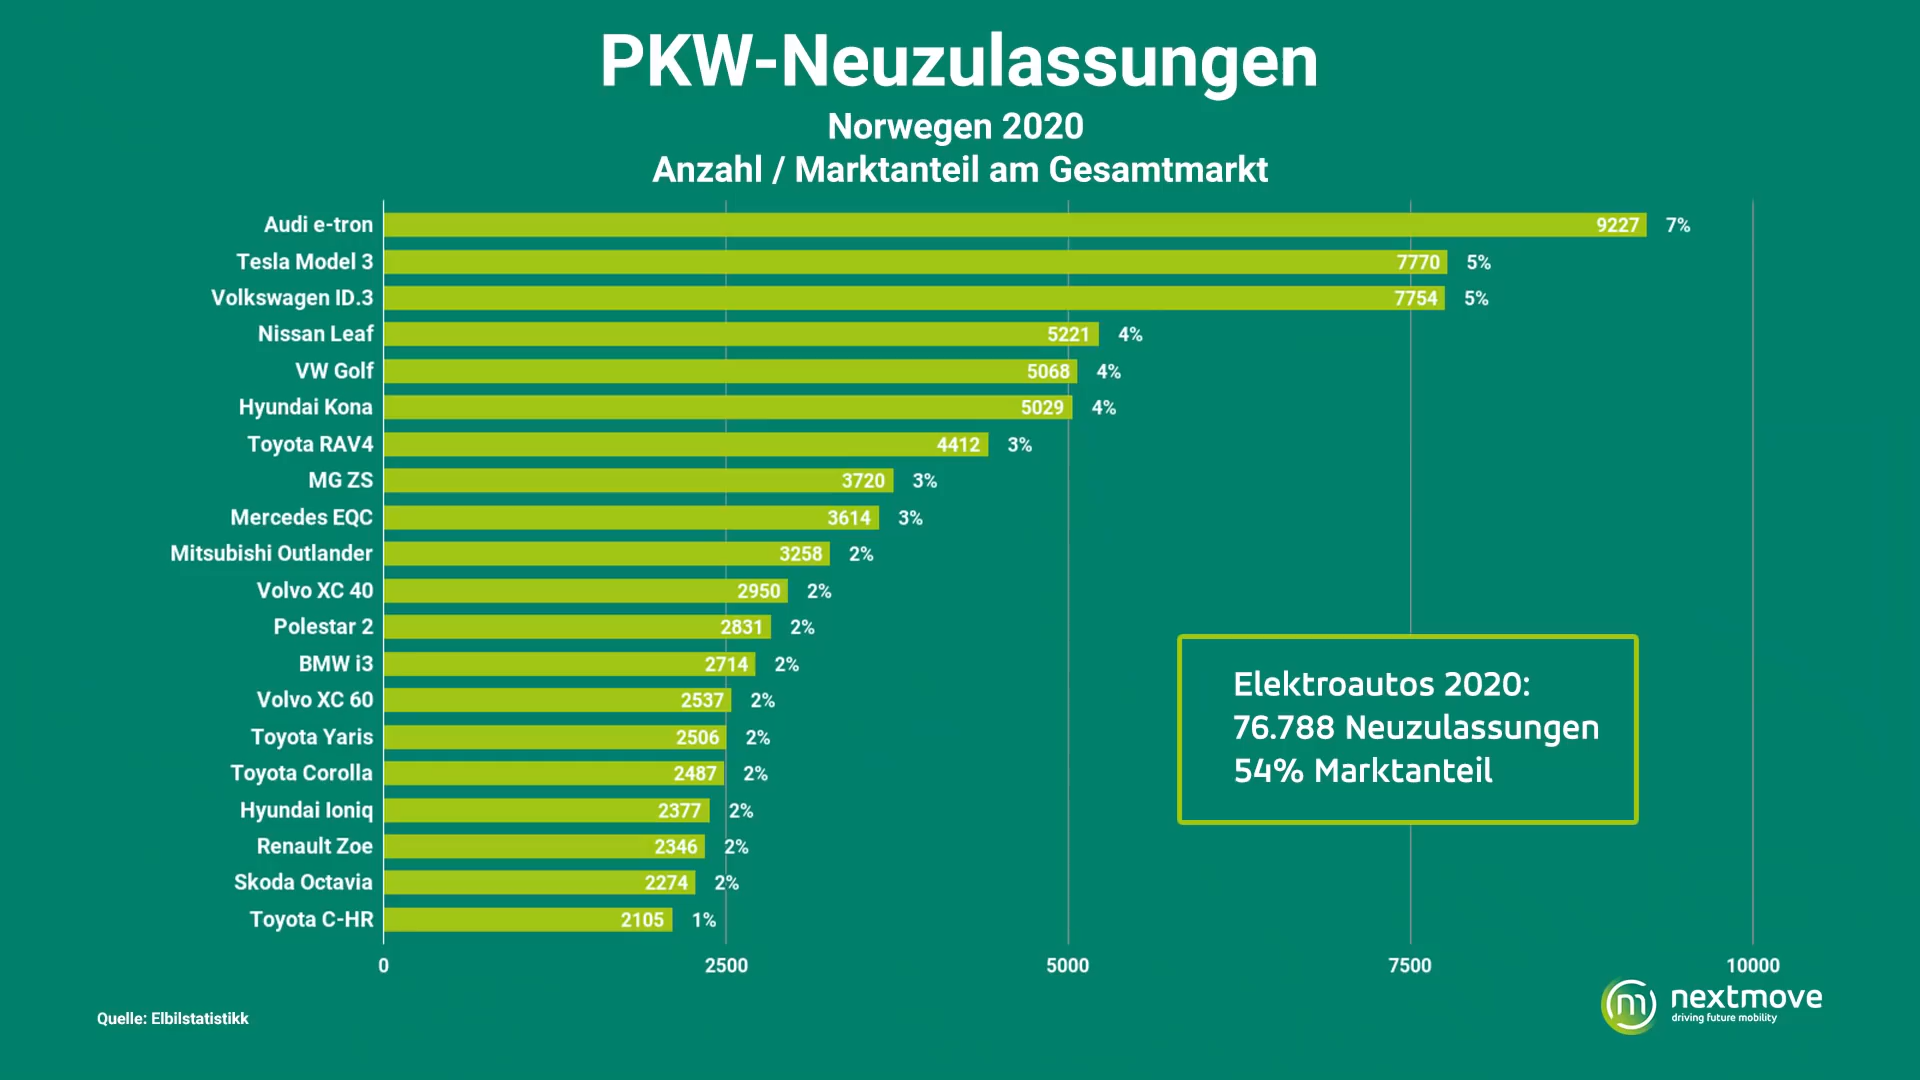 PKW-Neuzulassungen
Norwegen 2020
Anzahl / Marktanteil am Gesamtmarkt
Audi e-tron 9227 7%
Tesla Model 3 7770 5%
Volkswagen ID.3 7754 5%
Nissan Leaf 5221 4%
VW Golf 5068 4%
Hyundai Kona 5029 4%
Toyota RAV4 4412 3%
MG ZS 3720 3%
Mercedes EQC 3614 3%
Mitsubishi Outlander 3258 2%
Volvo XC 40 2950 2%
Polestar 2 2831 2%
BMW i3 2714 2%
Volvo XC 60 2537 2%
Toyota Yaris 2506 2%
Toyota Corolla 2487 2%
Hyundai Ioniq 2377 2%
Renault Zoe 2346 2%
Skoda Octavia 2274 2%
Toyota C-HR 2105 1%
Elektroautos 2020:
76.788 Neuzulassungen
54% Marktanteil
0 2500 5000 7500 10000
Quelle: Elbilstatistikk
m nextmove
driving future mobility